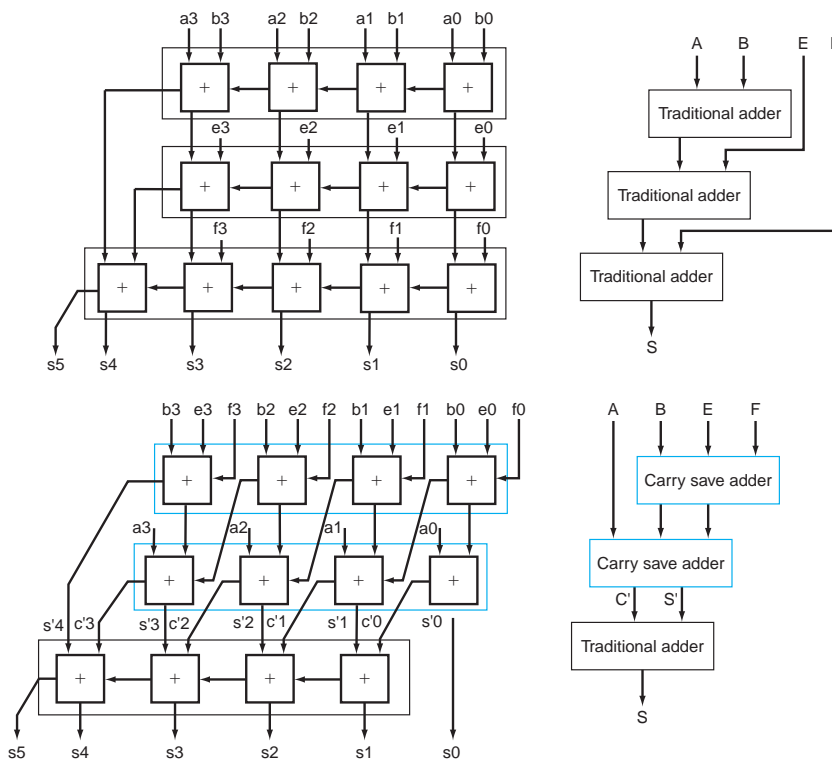 a3 b3 a2 b2 a1 b1 a0 b0
+ + + +
e3 e2 e1 e0
+ + + +
f3 f2 f1 f0
+ + + + +
s5 s4 s3 s2 s1 s0
A B E
Traditional adder
Traditional adder
Traditional adder
S
b3 e3 f3 b2 e2 f2 b1 e1 f1 b0 e0 f0
+ + + +
a3 a2 a1 a0
+ + + +
s'4 c'3 s'3 c'2 s'2 c'1 s'1 c'0 s'0
+ + + +
s5 s4 s3 s2 s1 s0
A B E F
Carry save adder
Carry save adder
C' S'
Traditional adder
S